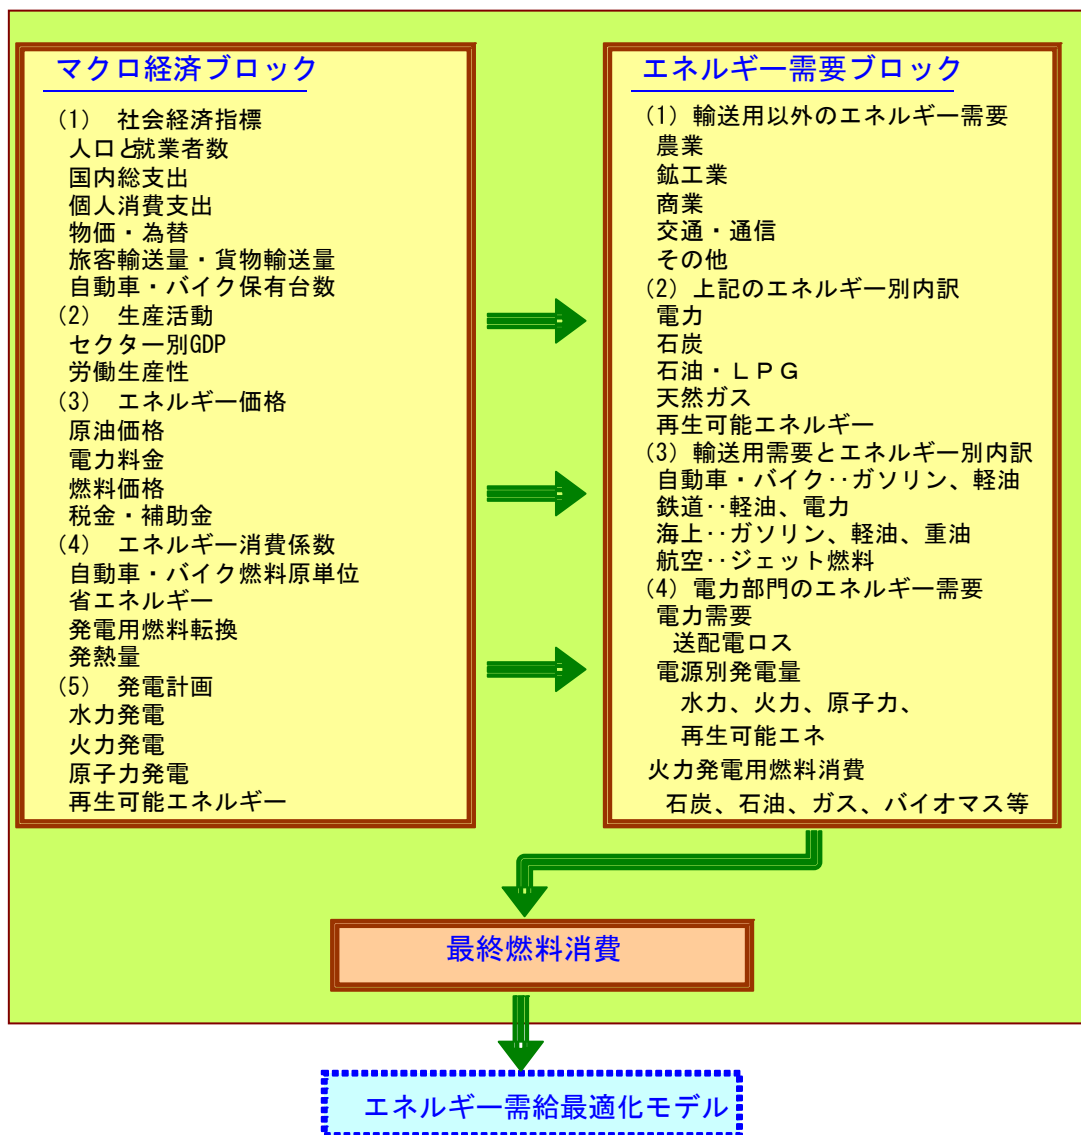 マクロ経済ブロック
(1) 社会経済指標
人口と就業者数
国内総支出
個人消費支出
物価・為替
旅客輸送量・貨物輸送量
自動車・バイク保有台数
(2) 生産活動
セクター別GDP
労働生産性
(3) エネルギー価格
原油価格
電力料金
燃料価格
税金・補助金
(4) エネルギー消費係数
自動車・バイク燃料原単位
省エネルギー
発電用燃料転換
発熱量
(5) 発電計画
水力発電
火力発電
原子力発電
再生可能エネルギー
エネルギー需要ブロック
(1) 輸送用以外のエネルギー需要
農業
鉱工業
商業
交通・通信
その他
(2) 上記のエネルギー別内訳
電力
石炭
石油・ＬＰＧ
天然ガス
再生可能エネルギー
(3) 輸送用需要とエネルギー別内訳
自動車・バイク‥ガソリン、軽油
鉄道‥軽油、電力
海上‥ガソリン、軽油、重油
航空‥ジェット燃料
(4) 電力部門のエネルギー需要
電力需要
送配電ロス
電源別発電量
水力、火力、原子力、
再生可能エネ
火力発電用燃料消費
石炭、石油、ガス、バイオマス等
最終燃料消費
エネルギー需給最適化モデル